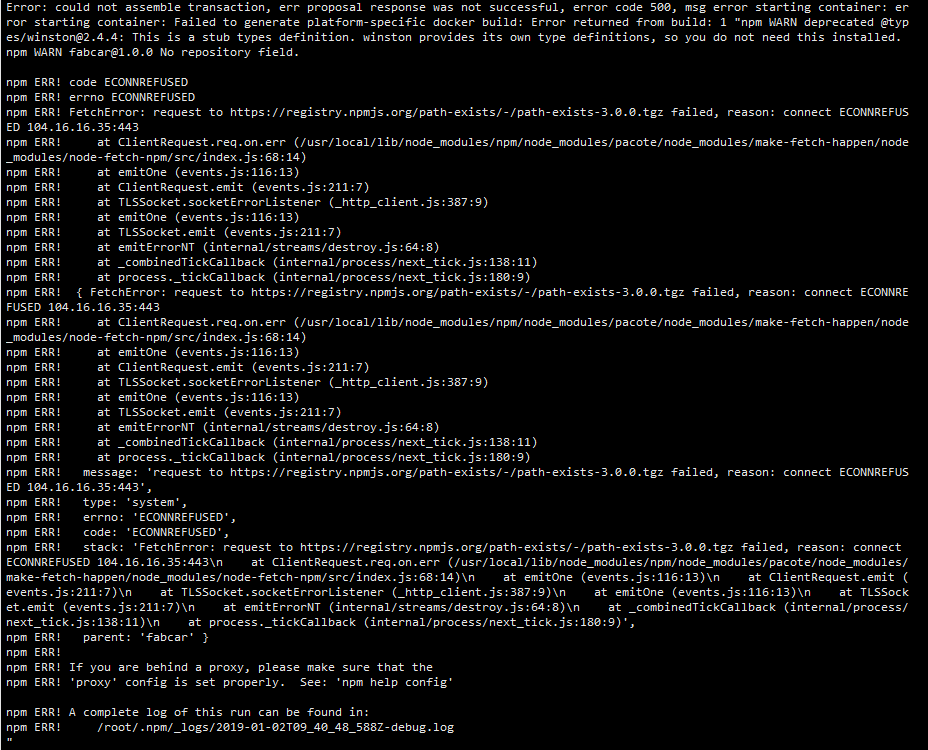 Error: could not assemble transaction, err proposal response was not successful, error code 500, msg error starting container: er
ror starting container: Failed to generate platform-specific docker build: Error returned from build: 1 "npm WARN deprecated @typ
es/winston@2.4.4: This is a stub types definition. winston provides its own type definitions, so you do not need this installed.
npm WARN fabcar@1.0.0 No repository field.
npm ERR! code ECONNREFUSED
npm ERR! errno ECONNREFUSED
npm ERR! FetchError: request to https://registry.npmjs.org/path-exists/-/path-exists-3.0.0.tgz failed, reason: connect ECONNREFUS
ED 104.16.16.35:443
npm ERR!     at ClientRequest.req.on.err (/usr/local/lib/node_modules/npm/node_modules/pacote/node_modules/make-fetch-happen/node
_modules/node-fetch-npm/src/index.js:68:14)
npm ERR!     at emitOne (events.js:116:13)
npm ERR!     at ClientRequest.emit (events.js:211:7)
npm ERR!     at TLSSocket.socketErrorListener (_http_client.js:387:9)
npm ERR!     at emitOne (events.js:116:13)
npm ERR!     at TLSSocket.emit (events.js:211:7)
npm ERR!     at emitErrorNT (internal/streams/destroy.js:64:8)
npm ERR!     at _combinedTickCallback (internal/process/next_tick.js:138:11)
npm ERR!     at process._tickCallback (internal/process/next_tick.js:180:9)
npm ERR!  { FetchError: request to https://registry.npmjs.org/path-exists/-/path-exists-3.0.0.tgz failed, reason: connect ECONNRE
FUSED 104.16.16.35:443
npm ERR!     at ClientRequest.req.on.err (/usr/local/lib/node_modules/npm/node_modules/pacote/node_modules/make-fetch-happen/node
_modules/node-fetch-npm/src/index.js:68:14)
npm ERR!     at emitOne (events.js:116:13)
npm ERR!     at ClientRequest.emit (events.js:211:7)
npm ERR!     at TLSSocket.socketErrorListener (_http_client.js:387:9)
npm ERR!     at emitOne (events.js:116:13)
npm ERR!     at TLSSocket.emit (events.js:211:7)
npm ERR!     at emitErrorNT (internal/streams/destroy.js:64:8)
npm ERR!     at _combinedTickCallback (internal/process/next_tick.js:138:11)
npm ERR!     at process._tickCallback (internal/process/next_tick.js:180:9)
npm ERR!   message: 'request to https://registry.npmjs.org/path-exists/-/path-exists-3.0.0.tgz failed, reason: connect ECONNREFUS
ED 104.16.16.35:443',
npm ERR!   type: 'system',
npm ERR!   errno: 'ECONNREFUSED',
npm ERR!   code: 'ECONNREFUSED',
npm ERR!   stack: 'FetchError: request to https://registry.npmjs.org/path-exists/-/path-exists-3.0.0.tgz failed, reason: connect
ECONNREFUSED 104.16.16.35:443\n    at ClientRequest.req.on.err (/usr/local/lib/node_modules/npm/node_modules/pacote/node_modules/
make-fetch-happen/node_modules/node-fetch-npm/src/index.js:68:14)\n    at emitOne (events.js:116:13)\n    at ClientRequest.emit (
events.js:211:7)\n    at TLSSocket.socketErrorListener (_http_client.js:387:9)\n    at emitOne (events.js:116:13)\n    at TLSSock
et.emit (events.js:211:7)\n    at emitErrorNT (internal/streams/destroy.js:64:8)\n    at _combinedTickCallback (internal/process/
next_tick.js:138:11)\n    at process._tickCallback (internal/process/next_tick.js:180:9)',
npm ERR!   parent: 'fabcar' }
npm ERR!
npm ERR! If you are behind a proxy, please make sure that the
npm ERR! 'proxy' config is set properly.  See: 'npm help config'
npm ERR! A complete log of this run can be found in:
npm ERR!     /root/.npm/_logs/2019-01-02T09_40_48_588Z-debug.log
"